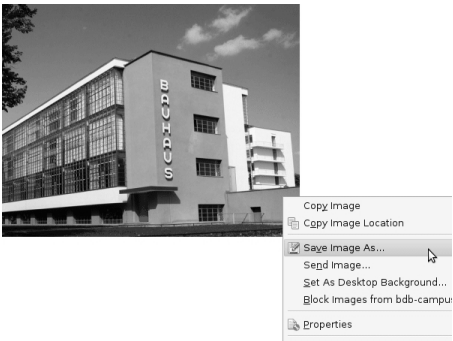 BAUHAUS
Copy Image
Copy Image Location
Save Image As...
Send Image...
Set As Desktop Background...
Block Images from bdb-campus
Properties